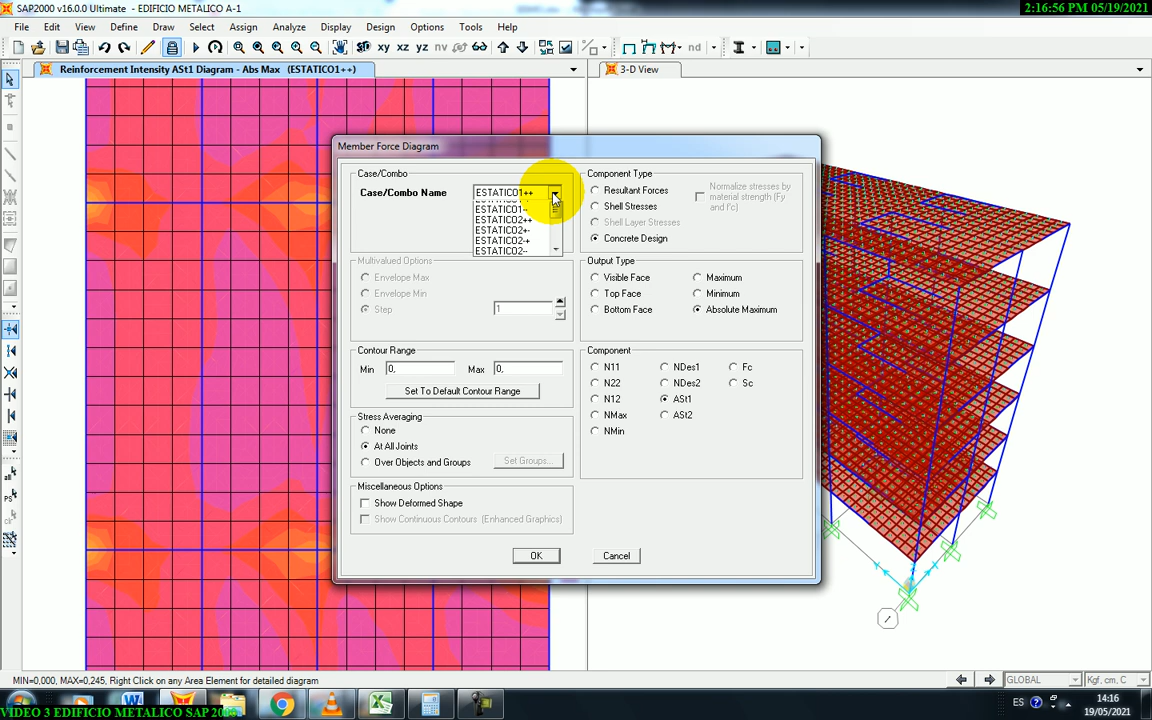 SAP2000 v16.0.0 Ultimate - EDIFICIO METALICO A-1
2:16:56 PM 05/19/2021
File Edit View Define Draw Select Assign Analyze Display Design Options Tools Help
3D xy xz yz nv
nd
Reinforcement Intensity ASt1 Diagram - Abs Max (ESTATICO1++)
3-D View
Member Force Diagram
Case/Combo
Case/Combo Name
ESTATICO1++
ESTATICO1--
ESTATICO2++
ESTATICO2+-
ESTATICO2-+
ESTATICO2--
Component Type
Resultant Forces
Shell Stresses
Shell Layer Stresses
Concrete Design
Normalize stresses by
material strength (Fy
and f'c)
Multivalued Options
Envelope Max
Envelope Min
Step
1
Output Type
Visible Face
Top Face
Bottom Face
Maximum
Minimum
Absolute Maximum
Contour Range
Min 0, Max 0,
Set To Default Contour Range
Component
N11
N22
N12
NMax
NMin
NDes1
NDes2
ASt1
ASt2
Fc
Sc
Stress Averaging
None
At All Joints
Over Objects and Groups
Set Groups...
Miscellaneous Options
Show Deformed Shape
Show Continuous Contours (Enhanced Graphics)
OK
Cancel
PS
clr
MIN=0,000, MAX=0,245, Right Click on any Area Element for detailed diagram
GLOBAL
Kgf, cm, C
ES
14:16
19/05/2021
VIDEO 3 EDIFICIO METALICO SAP 2000